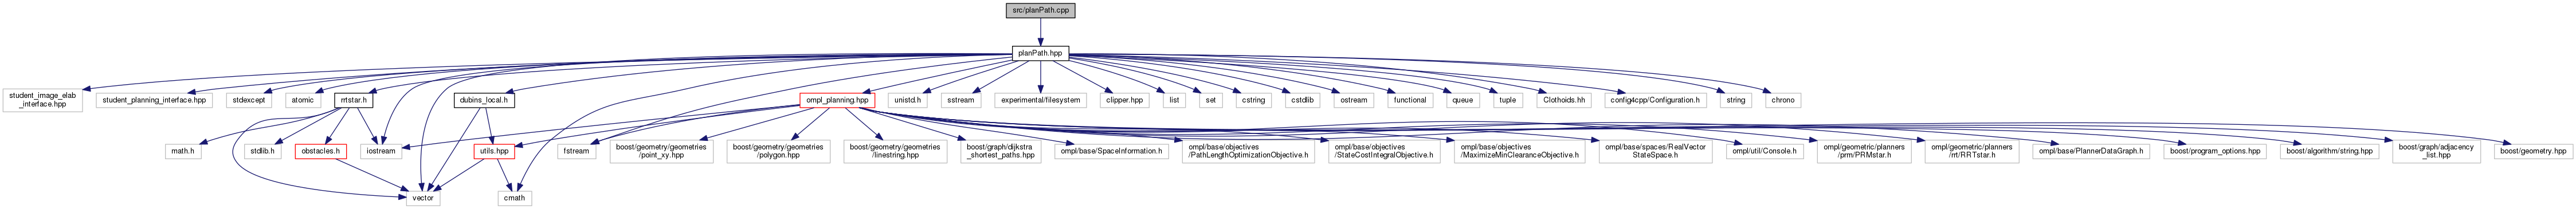 src/planPath.cpp
planPath.hpp
student_image_elab
_interface.hpp
student_planning_interface.hpp
stdexcept
atomic
rrtstar.h
dubins_local.h
ompl_planning.hpp
unistd.h
sstream
experimental/filesystem
clipper.hpp
list
set
cstring
cstdlib
ostream
functional
queue
tuple
Clothoids.hh
config4cpp/Configuration.h
string
chrono
math.h
stdlib.h
obstacles.h
iostream
utils.hpp
fstream
boost/geometry/geometries
/point_xy.hpp
boost/geometry/geometries
/polygon.hpp
boost/geometry/geometries
/linestring.hpp
boost/graph/dijkstra
_shortest_paths.hpp
ompl/base/SpaceInformation.h
ompl/base/objectives
/PathLengthOptimizationObjective.h
ompl/base/objectives
/StateCostIntegralObjective.h
ompl/base/objectives
/MaximizeMinClearanceObjective.h
ompl/base/spaces/RealVector
StateSpace.h
ompl/util/Console.h
ompl/geometric/planners
/prm/PRMstar.h
ompl/geometric/planners
/rrt/RRTstar.h
ompl/base/PlannerDataGraph.h
boost/program_options.hpp
boost/algorithm/string.hpp
boost/graph/adjacency
_list.hpp
boost/geometry.hpp
vector
cmath